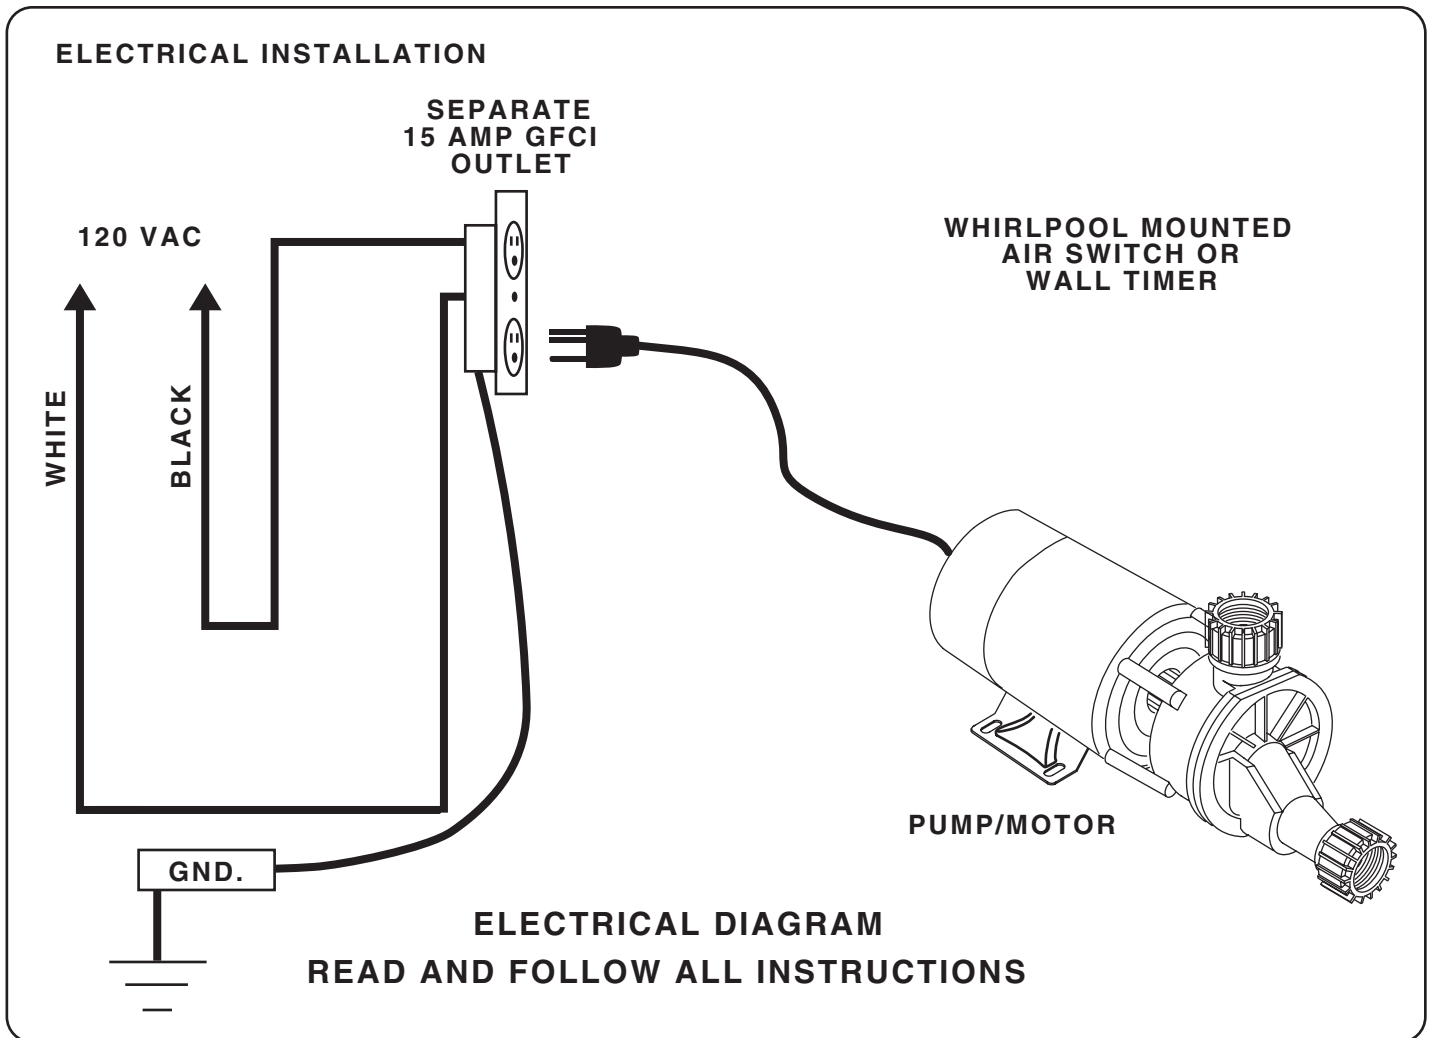 ELECTRICAL INSTALLATION
SEPARATE
15 AMP GFCI
OUTLET
120 VAC
WHIRLPOOL MOUNTED
AIR SWITCH OR
WALL TIMER
WHITE
BLACK
PUMP/MOTOR
GND.
ELECTRICAL DIAGRAM
READ AND FOLLOW ALL INSTRUCTIONS